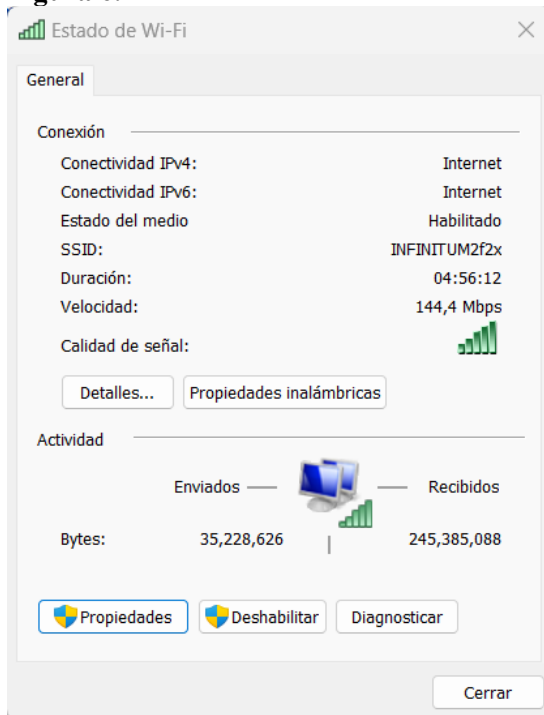 Estado de Wi-Fi
General
Conexión
Conectividad IPv4: Internet
Conectividad IPv6: Internet
Estado del medio Habilitado
SSID: INFINITUM2f2x
Duración: 04:56:12
Velocidad: 144,4 Mbps
Calidad de señal:
Detalles... Propiedades inalámbricas
Actividad
Enviados Recibidos
Bytes: 35,228,626 245,385,088
Propiedades Deshabilitar Diagnosticar
Cerrar